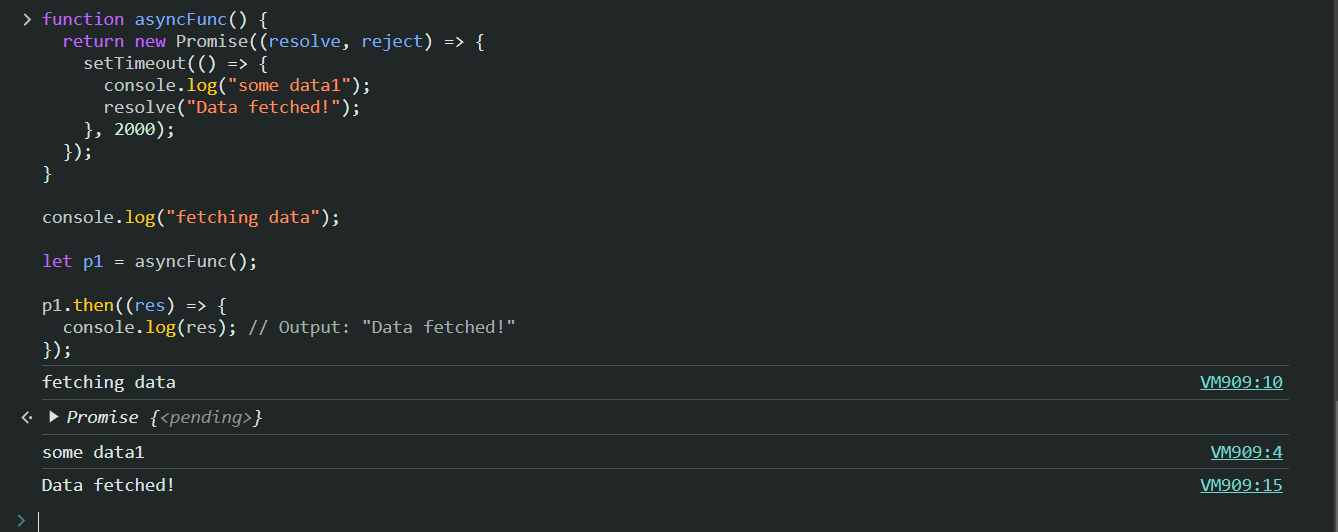 function asyncFunc() {
  return new Promise((resolve, reject) => {
    setTimeout(() => {
      console.log("some data1");
      resolve("Data fetched!");
    }, 2000);
  });
}
console.log("fetching data");
let p1 = asyncFunc();
p1.then((res) => {
  console.log(res); // Output: "Data fetched!"
});
fetching data VM909:10
Promise {<pending>}
some data1 VM909:4
Data fetched! VM909:15